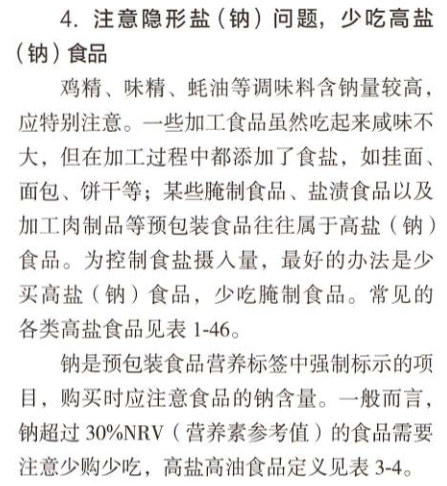 4. 注意隐形盐（钠）问题，少吃高盐
（钠）食品
鸡精、味精、蚝油等调味料含钠量较高，
应特别注意。一些加工食品虽然吃起来咸味不
大，但在加工过程中都添加了食盐，如挂面、
面包、饼干等；某些腌制食品、盐渍食品以及
加工肉制品等预包装食品往往属于高盐（钠）
食品。为控制食盐摄入量，最好的办法是少
买高盐（钠）食品，少吃腌制食品。常见的
各类高盐食品见表 1-46。
钠是预包装食品营养标签中强制标示的项
目，购买时应注意食品的钠含量。一般而言，
钠超过 30%NRV（营养素参考值）的食品需要
注意少购少吃，高盐高油食品定义见表 3-4。